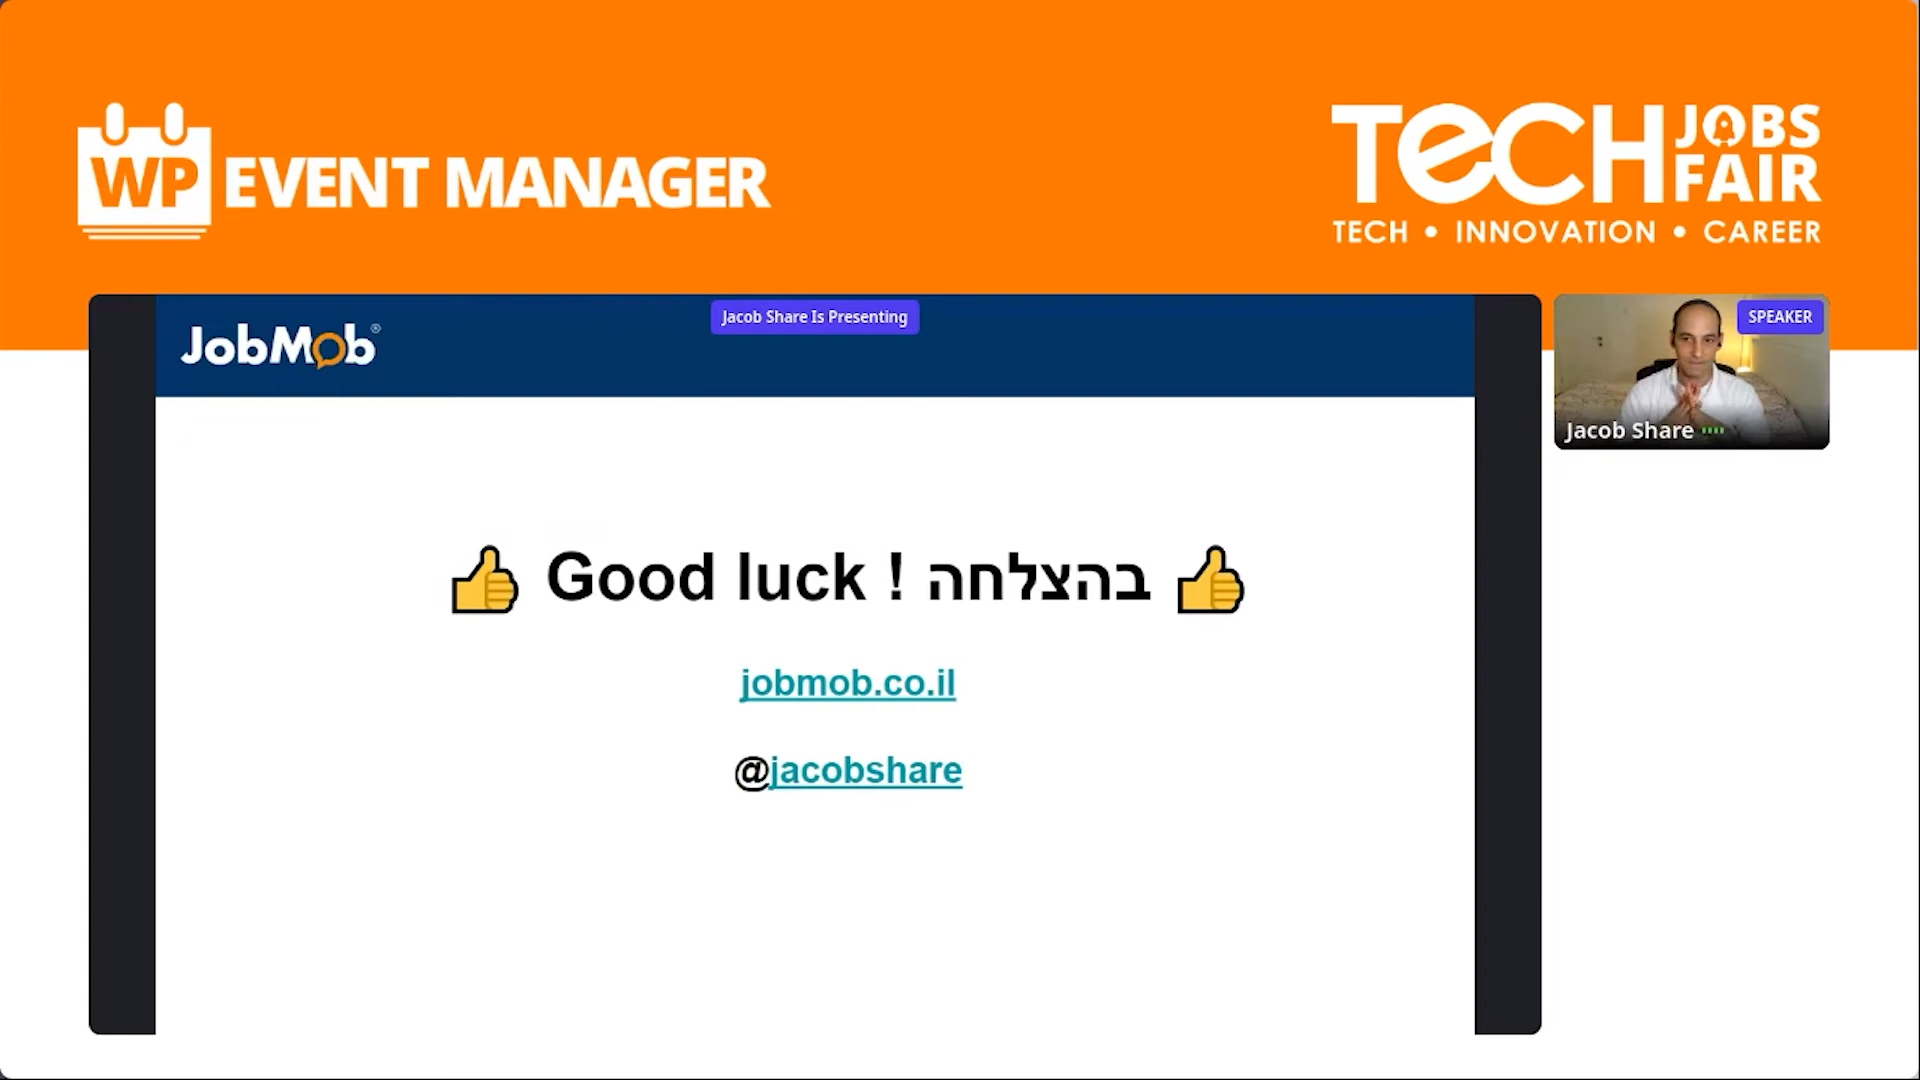 WP EVENT MANAGER
TECH JOBS FAIR
TECH • INNOVATION • CAREER
JobMob®
Jacob Share Is Presenting
SPEAKER
Jacob Share
👍 Good luck ! בהצלחה 👍
jobmob.co.il
@jacobshare